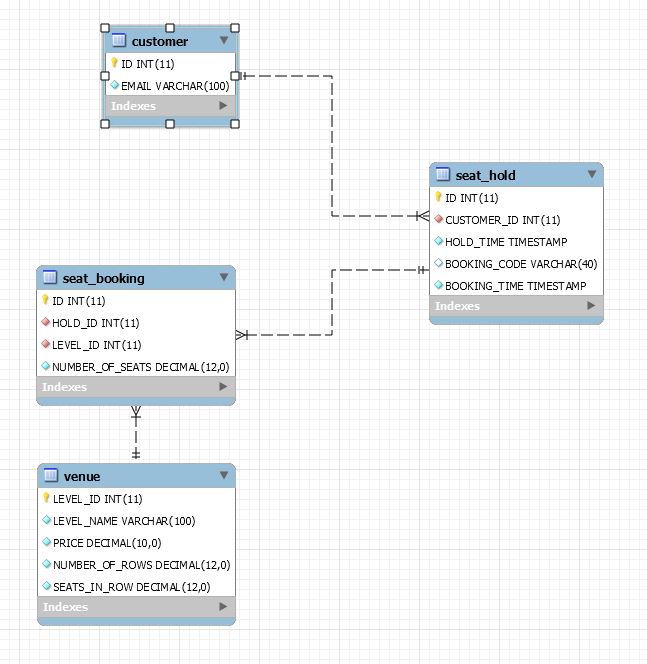 customer
ID INT(11)
EMAIL VARCHAR(100)
Indexes
seat_hold
ID INT(11)
CUSTOMER_ID INT(11)
HOLD_TIME TIMESTAMP
BOOKING_CODE VARCHAR(40)
BOOKING_TIME TIMESTAMP
Indexes
seat_booking
ID INT(11)
HOLD_ID INT(11)
LEVEL_ID INT(11)
NUMBER_OF_SEATS DECIMAL(12,0)
Indexes
venue
LEVEL_ID INT(11)
LEVEL_NAME VARCHAR(100)
PRICE DECIMAL(10,0)
NUMBER_OF_ROWS DECIMAL(12,0)
SEATS_IN_ROW DECIMAL(12,0)
Indexes